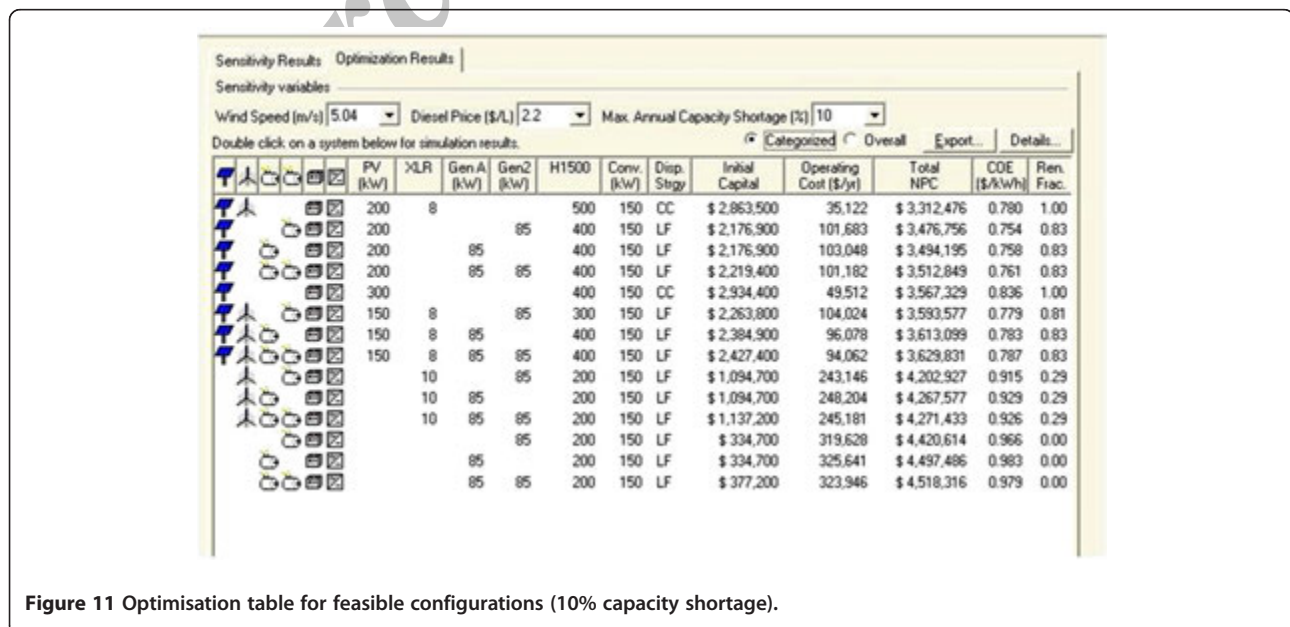 Sensitivity Results Optimization Results
Sensitivity variables
Wind Speed (m/s) 5.04 Diesel Price ($/L) 2.2 Max. Annual Capacity Shortage (%) 10
Double click on a system below for simulation results. Categorized Overall Export... Details...
PV (kW) XLR Gen A (kW) Gen2 (kW) H1500 Conv. (kW) Disp. Strgy Initial Capital Operating Cost ($/yr) Total NPC COE ($/kWh) Ren. Frac.
200 8 500 150 CC $ 2,863,500 35,122 $ 3,312,476 0.780 1.00
200 85 400 150 LF $ 2,176,900 101,683 $ 3,476,756 0.754 0.83
200 85 400 150 LF $ 2,176,900 103,048 $ 3,494,195 0.758 0.83
200 85 85 400 150 LF $ 2,219,400 101,182 $ 3,512,849 0.761 0.83
300 400 150 CC $ 2,934,400 49,512 $ 3,567,329 0.836 1.00
150 8 85 300 150 LF $ 2,263,800 104,024 $ 3,593,577 0.779 0.81
150 8 85 400 150 LF $ 2,384,900 96,078 $ 3,613,099 0.783 0.83
150 8 85 85 400 150 LF $ 2,427,400 94,062 $ 3,629,831 0.787 0.83
10 85 200 150 LF $ 1,094,700 243,146 $ 4,202,927 0.915 0.29
10 85 200 150 LF $ 1,094,700 248,204 $ 4,267,577 0.929 0.29
10 85 85 200 150 LF $ 1,137,200 245,181 $ 4,271,433 0.926 0.29
85 200 150 LF $ 334,700 319,628 $ 4,420,614 0.966 0.00
85 200 150 LF $ 334,700 325,641 $ 4,497,486 0.983 0.00
85 85 200 150 LF $ 377,200 323,946 $ 4,518,316 0.979 0.00
Figure 11 Optimisation table for feasible configurations (10% capacity shortage).